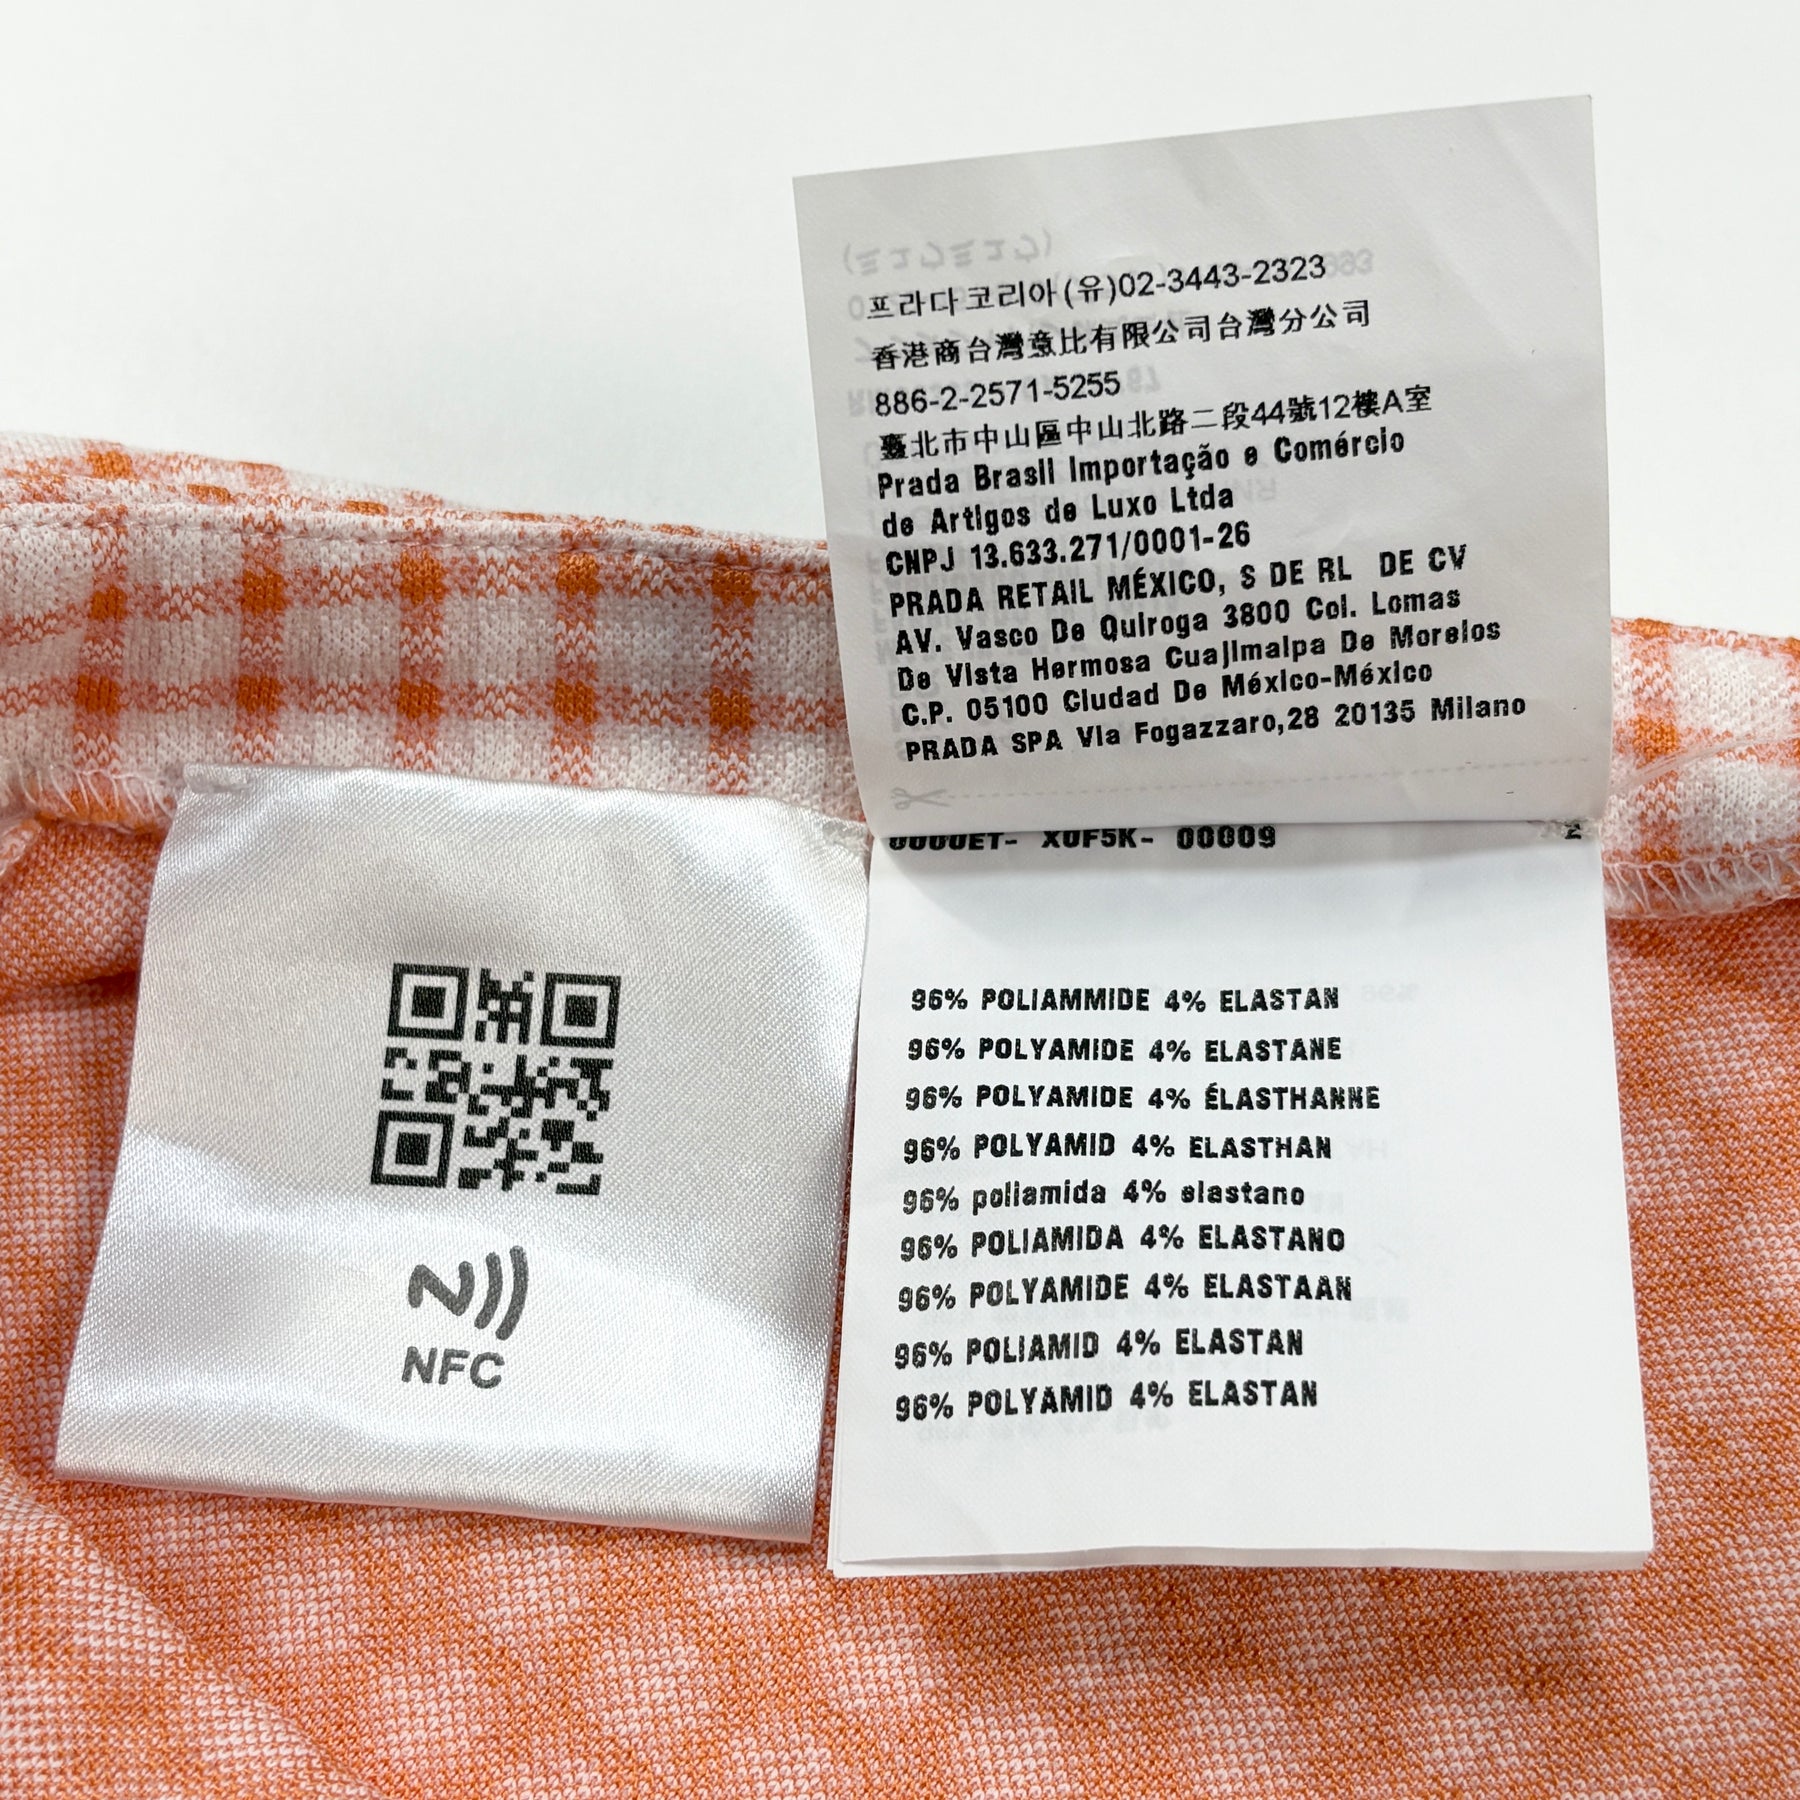 프라다코리아(유)02-3443-2323
香港商台灣意比有限公司台灣分公司
886-2-2571-5255
臺北市中山區中山北路二段44號12樓A室
Prada Brasil Importação e Comércio
de Artigos de Luxo Ltda
CNPJ 13.633.271/0001-26
PRADA RETAIL MÉXICO, S DE RL DE CV
AV. Vasco De Quiroga 3800 Col. Lomas
De Vista Hermosa Cuajimalpa De Morelos
C.P. 05100 Ciudad De México-México
PRADA SPA Via Fogazzaro,28 20135 Milano
XUF5K- 00009 2
96% POLIAMMIDE 4% ELASTAN
96% POLYAMIDE 4% ELASTANE
96% POLYAMIDE 4% ÉLASTHANNE
96% POLYAMID 4% ELASTHAN
96% poliamida 4% elastano
96% POLIAMIDA 4% ELASTANO
96% POLYAMIDE 4% ELASTAAN
96% POLIAMID 4% ELASTAN
96% POLYAMID 4% ELASTAN
NFC